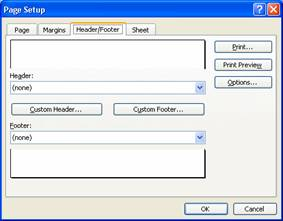 Page Setup
Page Margins Header/Footer Sheet
Print...
Print Preview
Header:
(none)
Options...
Custom Header... Custom Footer...
Footer:
(none)
OK Cancel